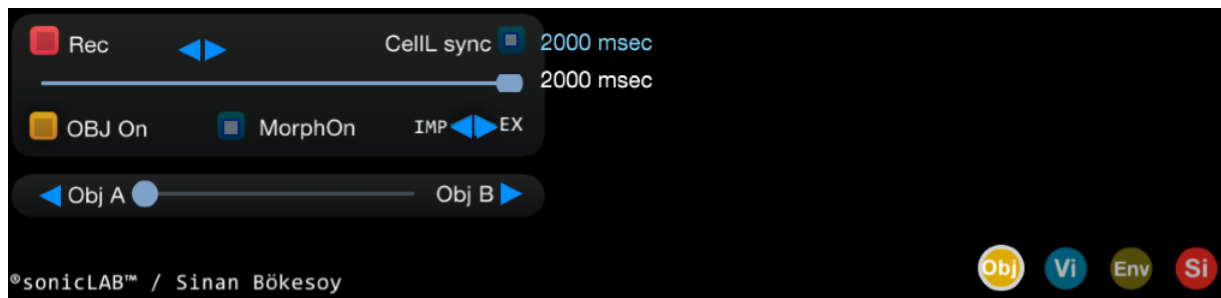 Rec CellL sync 2000 msec
2000 msec
OBJ On MorphOn IMP EX
Obj A Obj B
Obj Vi Env Si
®sonicLAB™ / Sinan Bökesoy